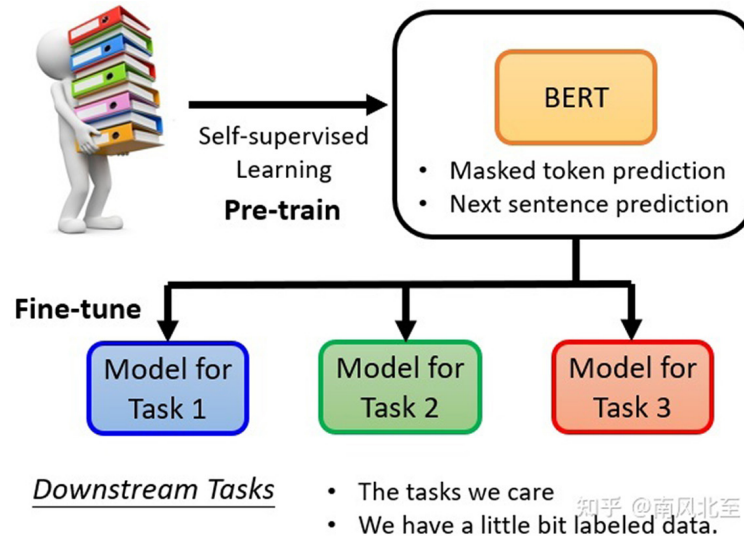 BERT
Self-supervised
Learning
Pre-train
• Masked token prediction
• Next sentence prediction
Fine-tune
Model for
Task 1
Model for
Task 2
Model for
Task 3
Downstream Tasks
• The tasks we care
• We have a little bit labeled data.
知乎 @南风北至